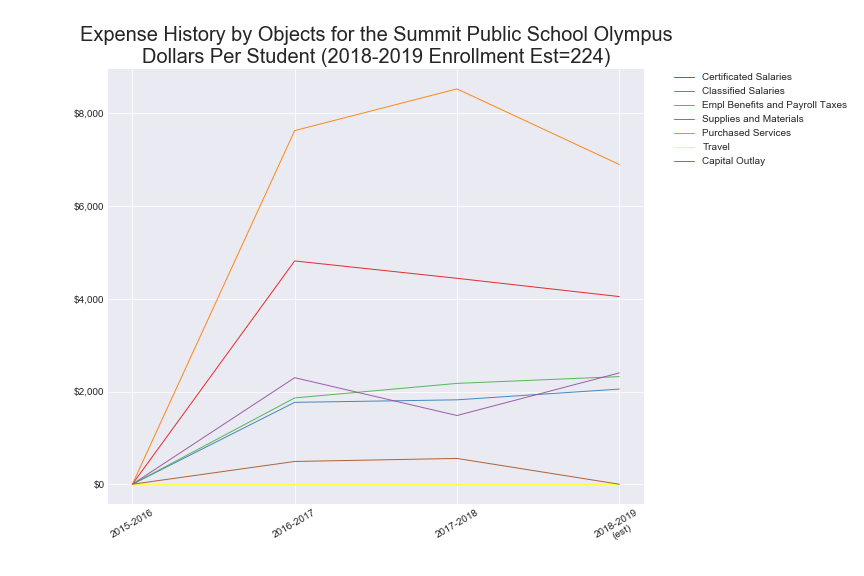 Expense History by Objects for the Summit Public School Olympus
Dollars Per Student (2018-2019 Enrollment Est=224)
Certificated Salaries
Classified Salaries
Empl Benefits and Payroll Taxes
Supplies and Materials
Purchased Services
Travel
Capital Outlay
$8,000
$6,000
$4,000
$2,000
$0
2015-2016
2016-2017
2017-2018
2018-2019
(est)